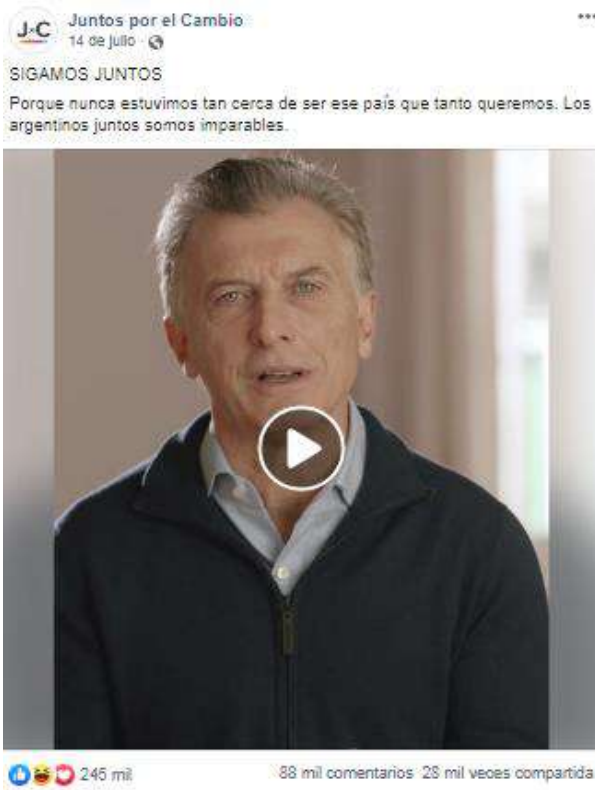 J×C Juntos por el Cambio
14 de julio
SIGAMOS JUNTOS
Porque nunca estuvimos tan cerca de ser ese país que tanto queremos. Los
argentinos juntos somos imparables.
245 mil 88 mil comentarios 28 mil veces compartida